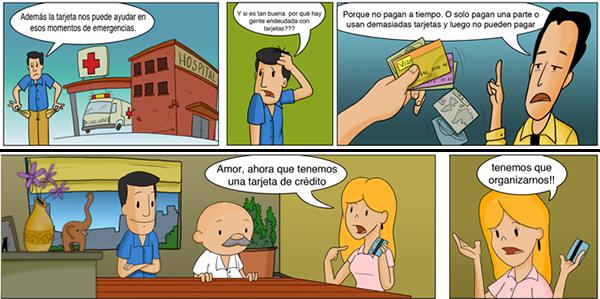 Además la tarjeta nos puede ayudar en
esos momentos de emergencias.
HOSPITAL
Y si es tan buena por qué hay
gente endeudada con
tarjetas???
Porque no pagan a tiempo. O solo pagan una parte o
usan demasiadas tarjetas y luego no pueden pagar
Amor, ahora que tenemos
una tarjeta de crédito
tenemos que
organizarnos!!